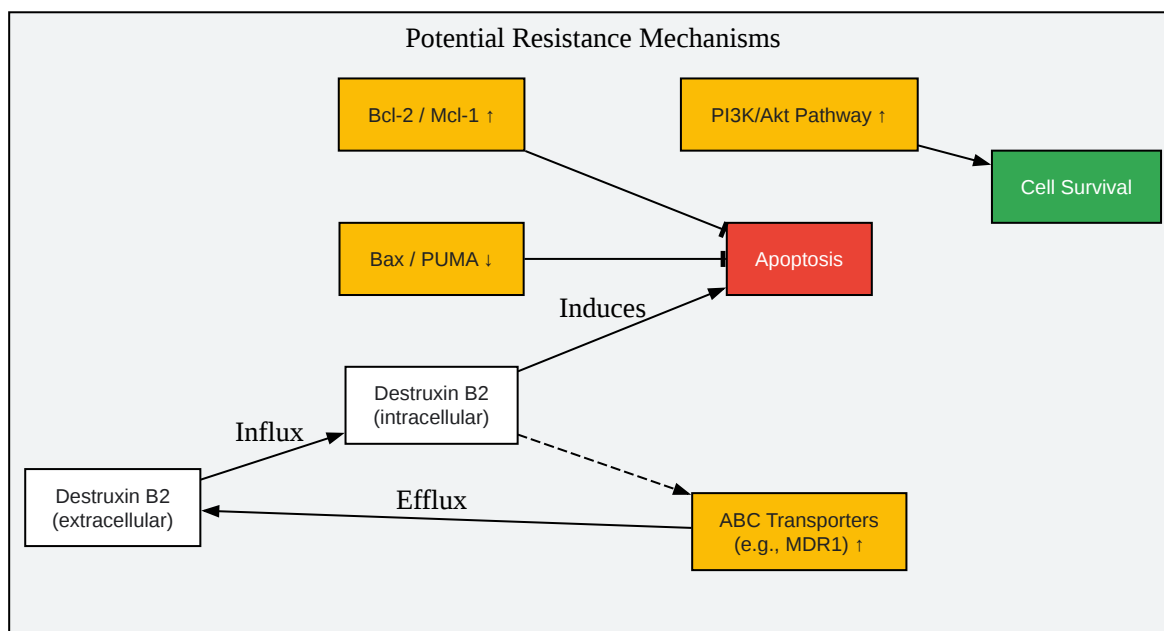 Potential Resistance Mechanisms
Bcl-2 / Mcl-1 ↑
PI3K/Akt Pathway ↑
Cell Survival
Bax / PUMA ↓
Apoptosis
Induces
Destruxin B2
(intracellular)
Influx
Destruxin B2
(extracellular)
Efflux
ABC Transporters
(e.g., MDR1) ↑